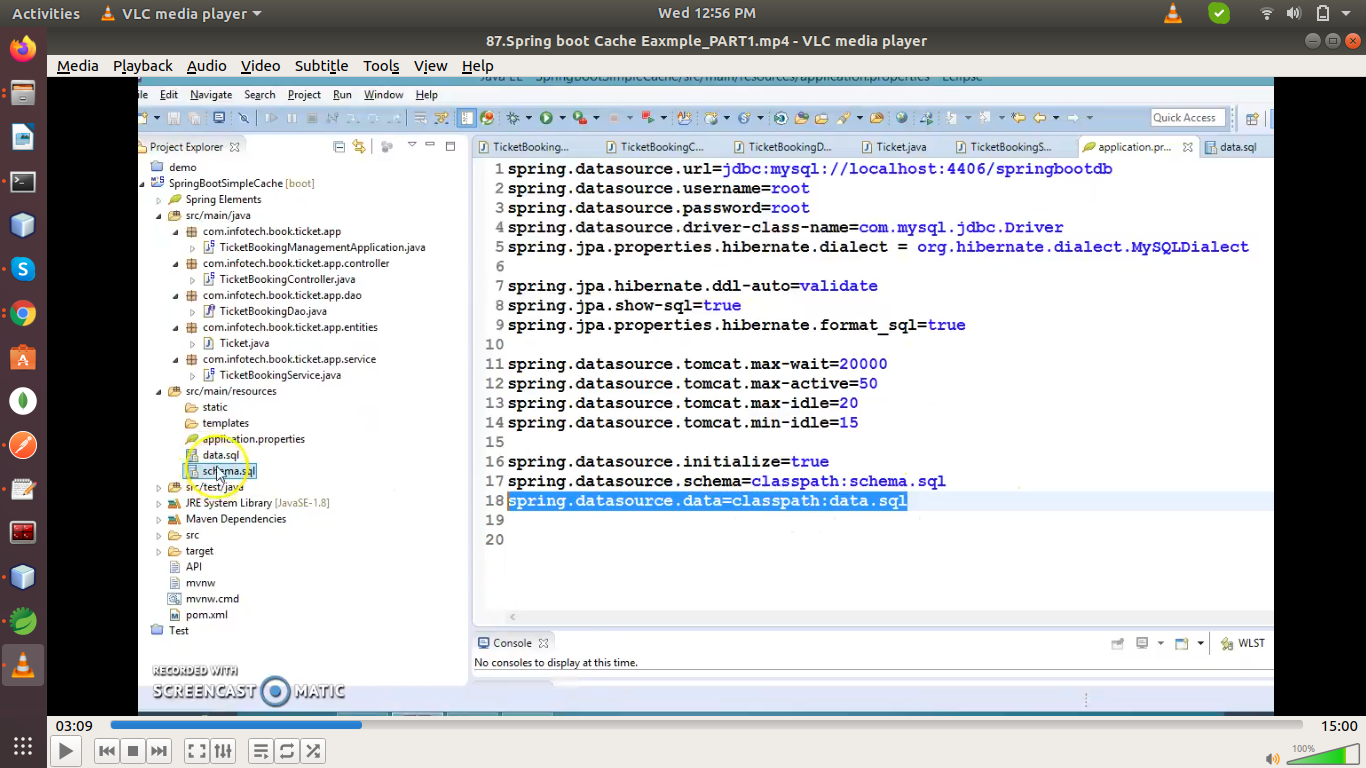 Activities
VLC media player
Wed 12:56 PM
87.Spring boot Cache Eaxmple_PART1.mp4 - VLC media player
Media Playback Audio Video Subtitle Tools View Help
Edit Navigate Search Project Run Window Help
Quick Access
Project Explorer
demo
SpringBootSimpleCache [boot]
Spring Elements
src/main/java
com.infotech.book.ticket.app
TicketBookingManagementApplication.java
com.infotech.book.ticket.app.controller
TicketBookingController.java
com.infotech.book.ticket.app.dao
TicketBookingDao.java
com.infotech.book.ticket.app.entities
Ticket.java
com.infotech.book.ticket.app.service
TicketBookingService.java
src/main/resources
static
templates
application.properties
data.sql
schema.sql
src/test/java
JRE System Library [JavaSE-1.8]
Maven Dependencies
src
target
API
mvnw
mvnw.cmd
pom.xml
Test
TicketBooking... TicketBookingC... TicketBookingD... Ticket.java TicketBookingS... application.pr... data.sql
1 spring.datasource.url=jdbc:mysql://localhost:4406/springbootdb
2 spring.datasource.username=root
3 spring.datasource.password=root
4 spring.datasource.driver-class-name=com.mysql.jdbc.Driver
5 spring.jpa.properties.hibernate.dialect = org.hibernate.dialect.MySQLDialect
6
7 spring.jpa.hibernate.ddl-auto=validate
8 spring.jpa.show-sql=true
9 spring.jpa.properties.hibernate.format_sql=true
10
11 spring.datasource.tomcat.max-wait=20000
12 spring.datasource.tomcat.max-active=50
13 spring.datasource.tomcat.max-idle=20
14 spring.datasource.tomcat.min-idle=15
15
16 spring.datasource.initialize=true
17 spring.datasource.schema=classpath:schema.sql
18 spring.datasource.data=classpath:data.sql
19
20
Console
WLST
No consoles to display at this time.
RECORDED WITH
SCREENCAST MATIC
03:09
15:00
100%